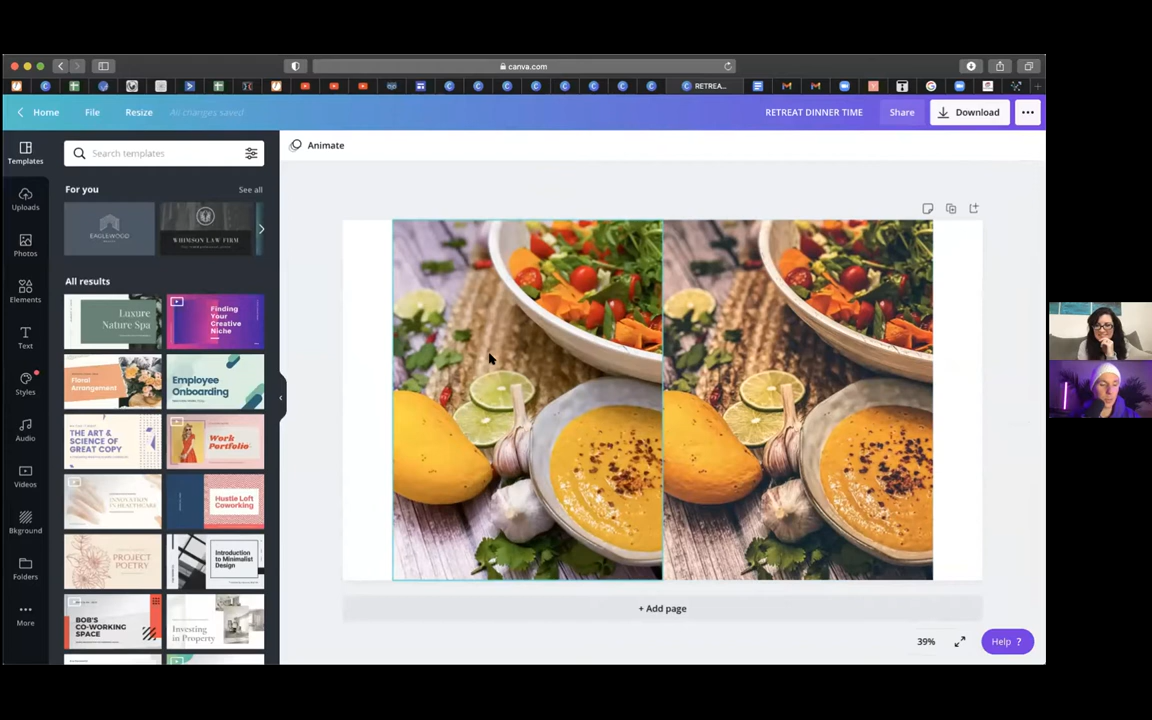 canva.com
RETREA...
Home
File
Resize
All changes saved
RETREAT DINNER TIME
Share
Download
Templates
Search templates
Animate
Uploads
For you
See all
EAGLEWOOD
WHIMSON LAW FIRM
Photos
All results
Elements
Luxure
Nature Spa
Finding
Your
Creative
Niche
Text
Floral
Arrangement
Employee
Onboarding
Styles
THE ART
& SCIENCE OF
GREAT COPY
Work
Portfolio
Audio
Videos
INNOVATION
IN HEALTHCARE
Hustle Loft
Coworking
Bkground
PROJECT
POETRY
Introduction
to Minimalist
Design
Folders
BOB'S
CO-WORKING
SPACE
Investing
in Property
More
+ Add page
39%
Help ?